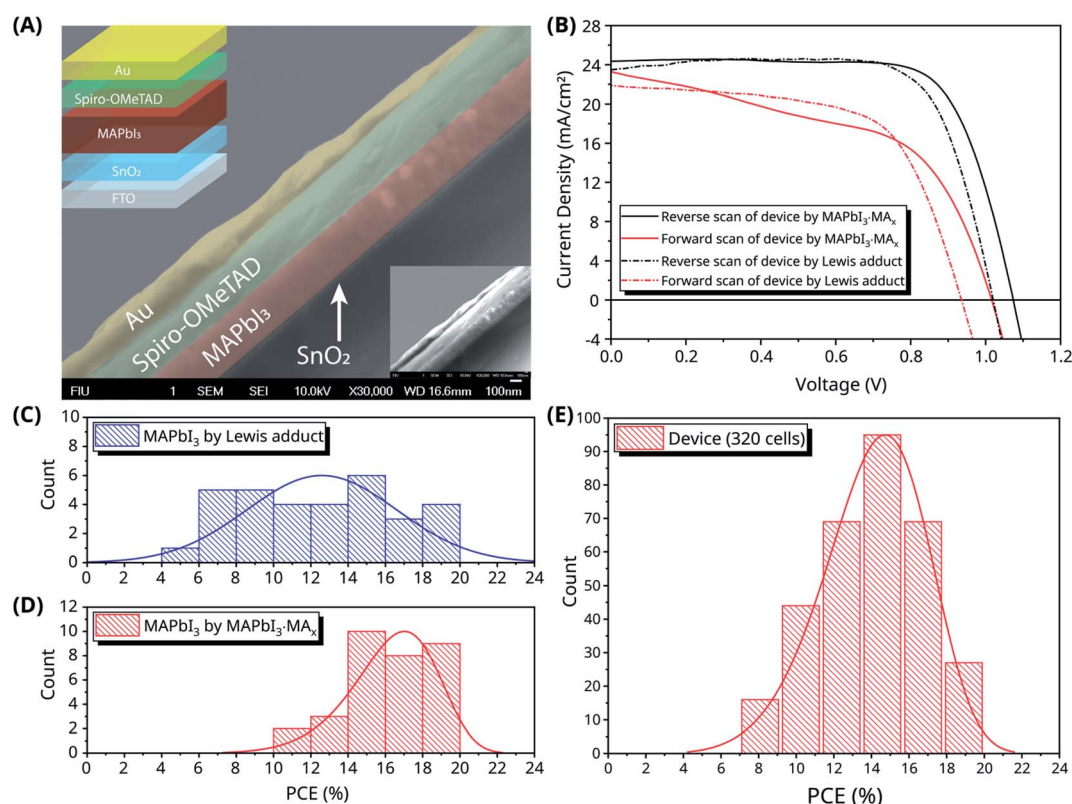 (A)
Au
Spiro-OMeTAD
MAPbI₃
SnO₂
FTO
Au
Spiro-OMeTAD
MAPbI₃
SnO₂
FIU 1 SEM SEI 10.0kV X30,000 WD 16.6mm 100nm
(B)
Current Density (mA/cm²)
28
24
20
16
12
8
4
0
-4
Reverse scan of device by MAPbI₃·MAₓ
Forward scan of device by MAPbI₃·MAₓ
Reverse scan of device by Lewis adduct
Forward scan of device by Lewis adduct
0.0 0.2 0.4 0.6 0.8 1.0 1.2
Voltage (V)
(C)
Count
10
8
6
4
2
0
MAPbI₃ by Lewis adduct
0 2 4 6 8 10 12 14 16 18 20 22 24
(D)
Count
12
10
8
6
4
2
0
MAPbI₃ by MAPbI₃·MAₓ
0 2 4 6 8 10 12 14 16 18 20 22 24
PCE (%)
(E)
Count
100
90
80
70
60
50
40
30
20
10
0
Device (320 cells)
0 2 4 6 8 10 12 14 16 18 20 22 24
PCE (%)